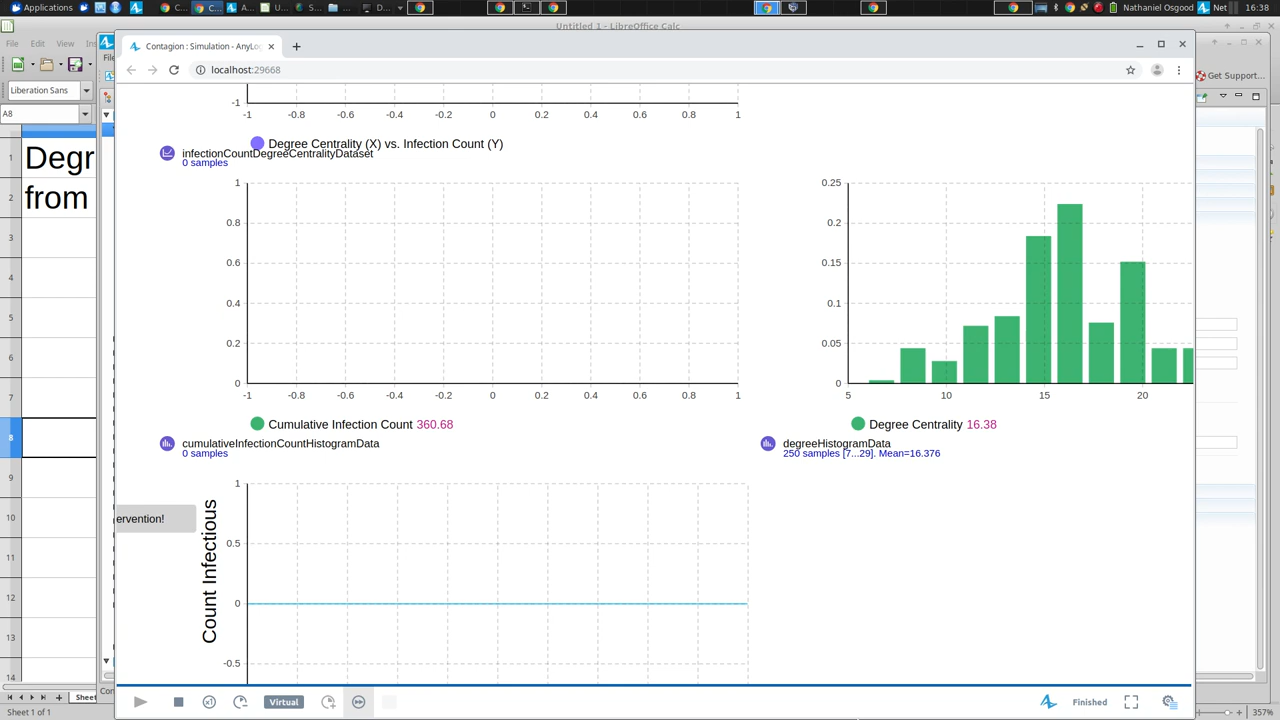 Applications
C...
C...
A...
U...
S...
D...
Nathaniel Osgood
Net
16:38
Untitled 1 - LibreOffice Calc
File Edit View Ins
Contagion : Simulation - AnyLo
localhost:29668
Liberation Sans
A8
Get Support...
Degr
from
1
2
3
4
5
6
7
8
9
10
11
12
13
14
-1
-1 -0.8 -0.6 -0.4 -0.2 0 0.2 0.4 0.6 0.8 1
Degree Centrality (X) vs. Infection Count (Y)
infectionCountDegreeCentralityDataset
0 samples
1
0.8
0.6
0.4
0.2
0
-1 -0.8 -0.6 -0.4 -0.2 0 0.2 0.4 0.6 0.8 1
Cumulative Infection Count 360.68
cumulativeInfectionCountHistogramData
0 samples
0.25
0.2
0.15
0.1
0.05
0
5 10 15 20
Degree Centrality 16.38
degreeHistogramData
250 samples [7...29]. Mean=16.376
ervention!
Count Infectious
1
0.5
0
-0.5
x1
Virtual
Finished
Sheet
Sheet 1 of 1
Con
357%